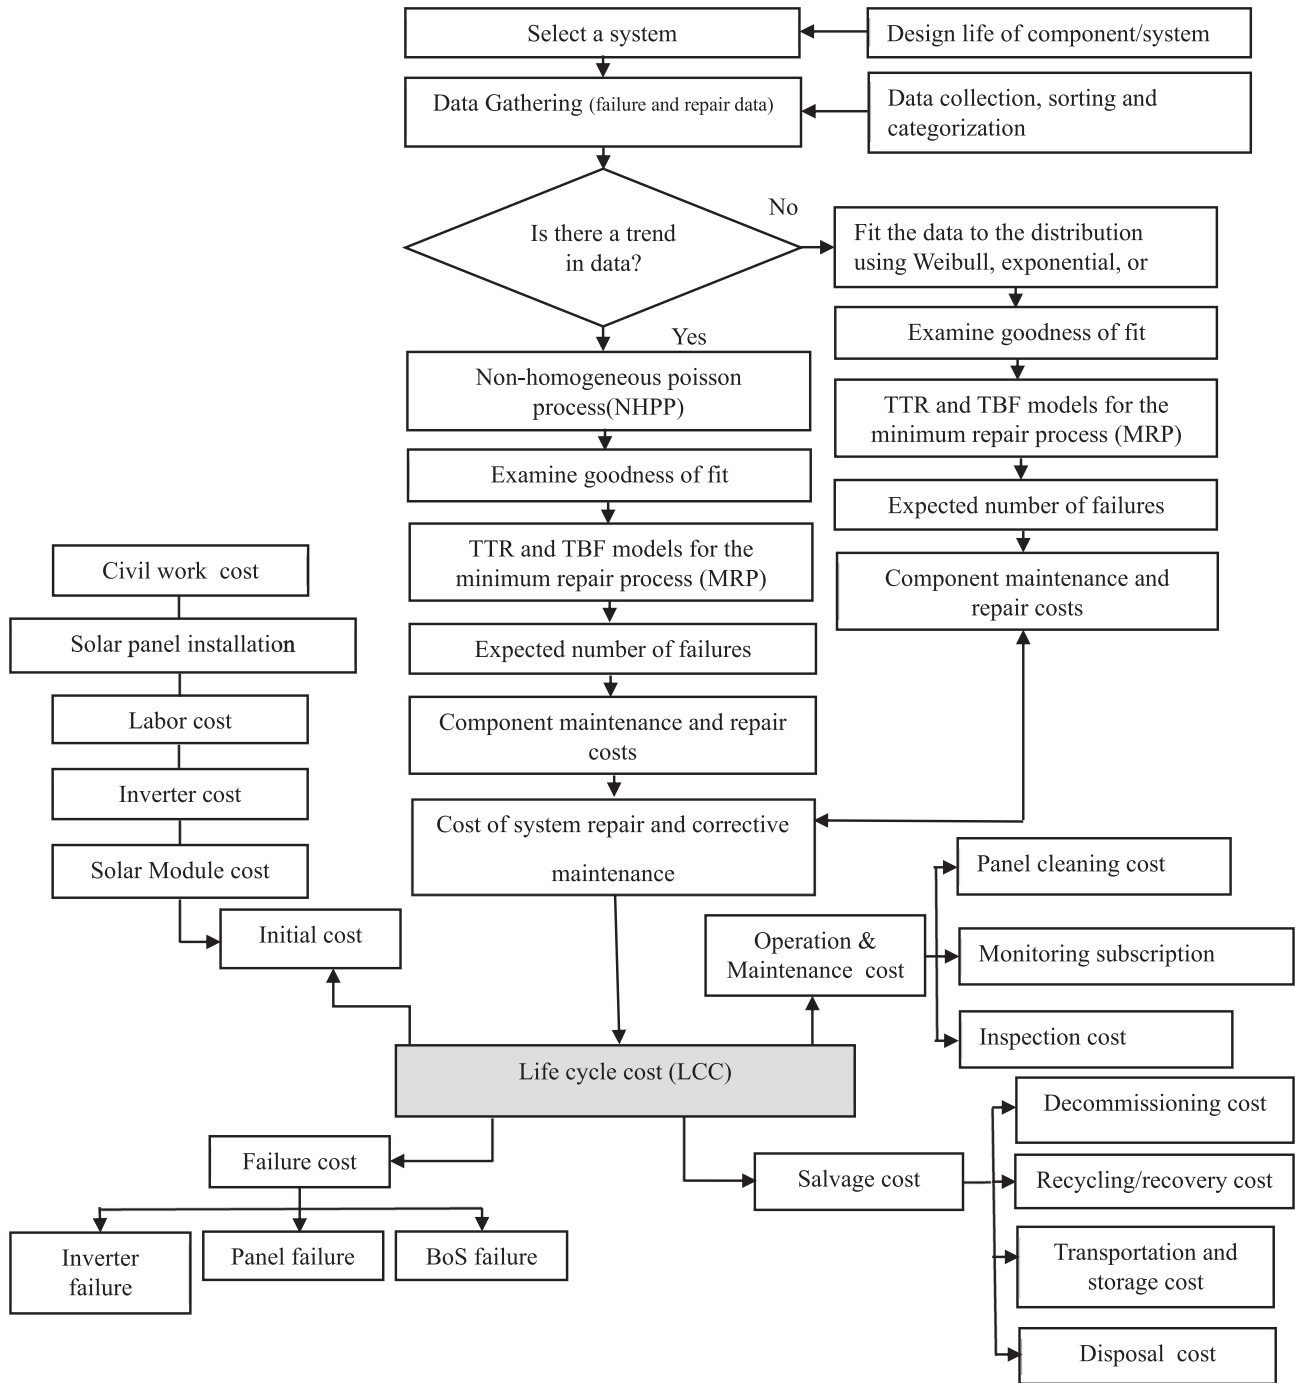 Select a system
Design life of component/system
Data Gathering (failure and repair data)
Data collection, sorting and
categorization
Is there a trend
in data?
No
Yes
Fit the data to the distribution
using Weibull, exponential, or
Examine goodness of fit
TTR and TBF models for the
minimum repair process (MRP)
Expected number of failures
Component maintenance and
repair costs
Non-homogeneous poisson
process(NHPP)
Examine goodness of fit
TTR and TBF models for the
minimum repair process (MRP)
Expected number of failures
Component maintenance and repair
costs
Cost of system repair and corrective
maintenance
Civil work cost
Solar panel installation
Labor cost
Inverter cost
Solar Module cost
Initial cost
Operation &
Maintenance cost
Panel cleaning cost
Monitoring subscription
Inspection cost
Life cycle cost (LCC)
Failure cost
Inverter
failure
Panel failure
BoS failure
Salvage cost
Decommissioning cost
Recycling/recovery cost
Transportation and
storage cost
Disposal cost